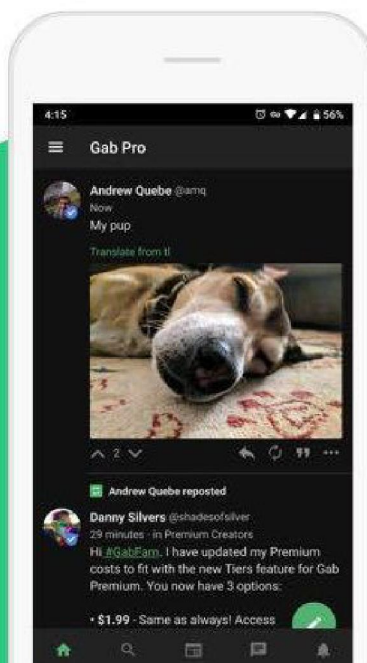 4:15
56%
Gab Pro
Andrew Quebe @amq
Now
My pup
Translate from tl
2
Andrew Quebe reposted
Danny Silvers @shadesofsilver
29 minutes · in Premium Creators
Hi #GabFam. I have updated my Premium
costs to fit with the new Tiers feature for Gab
Premium. You now have 3 options:
• $1.99 - Same as always! Access